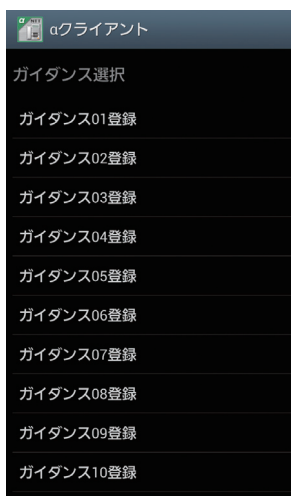 αクライアント
ガイダンス選択
ガイダンス01登録
ガイダンス02登録
ガイダンス03登録
ガイダンス04登録
ガイダンス05登録
ガイダンス06登録
ガイダンス07登録
ガイダンス08登録
ガイダンス09登録
ガイダンス10登録